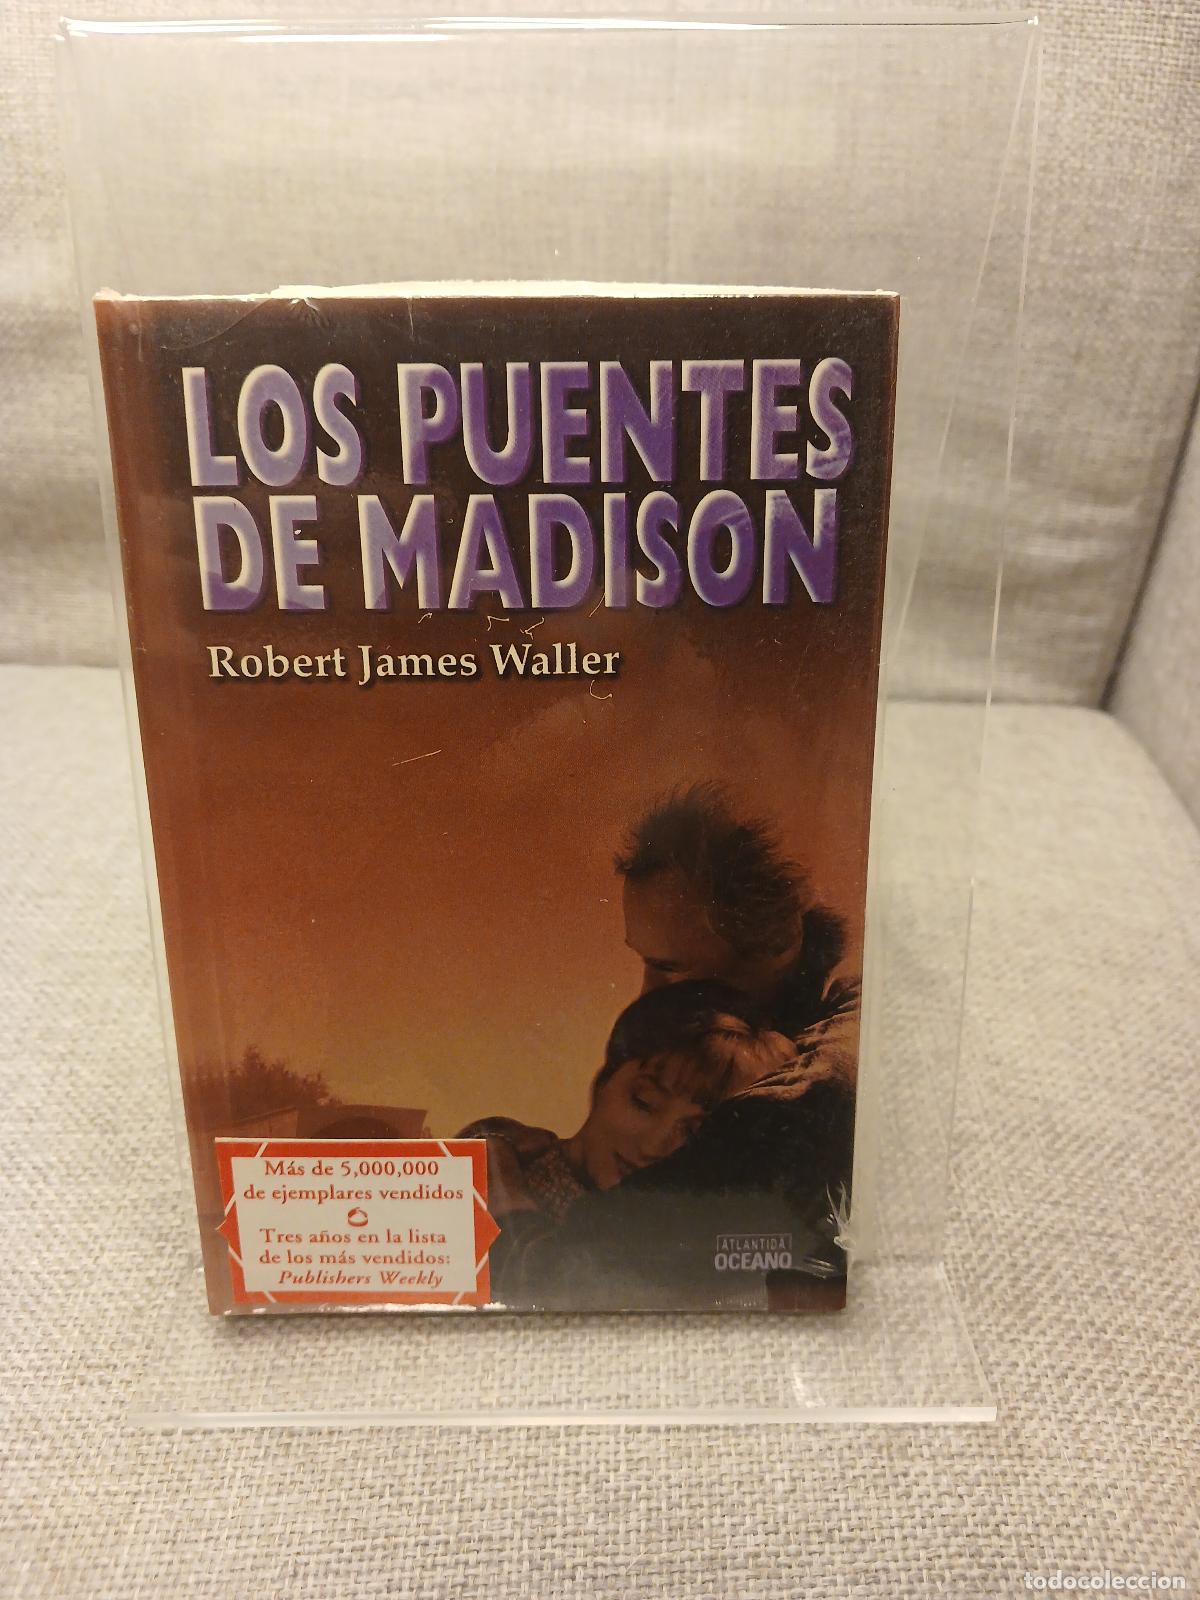 LOS PUENTES
DE MADISON
Robert James Waller
Más de 5,000,000
de ejemplares vendidos
Tres años en la lista
de los más vendidos:
Publishers Weekly
ATLANTIDA
OCEANO
todocoleccion